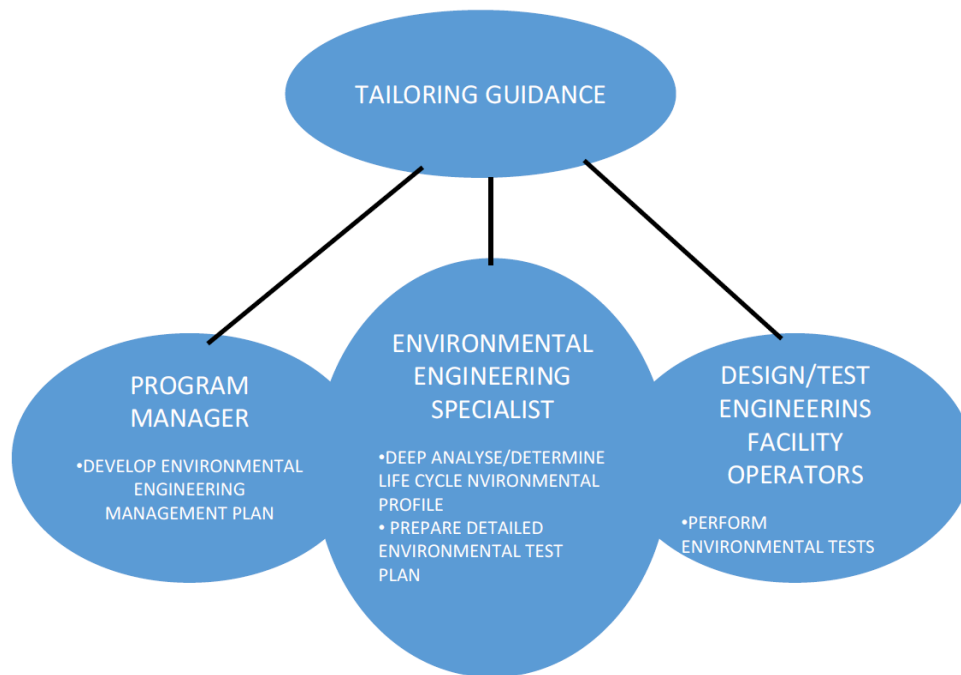 TAILORING GUIDANCE
PROGRAM
MANAGER
•DEVELOP ENVIRONMENTAL
ENGINEERING
MANAGEMENT PLAN
ENVIRONMENTAL
ENGINEERING
SPECIALIST
•DEEP ANALYSE/DETERMINE
LIFE CYCLE NVIRONMENTAL
PROFILE
• PREPARE DETAILED
ENVIRONMENTAL TEST
PLAN
DESIGN/TEST
ENGINEERINS
FACILITY
OPERATORS
•PERFORM
ENVIRONMENTAL TESTS